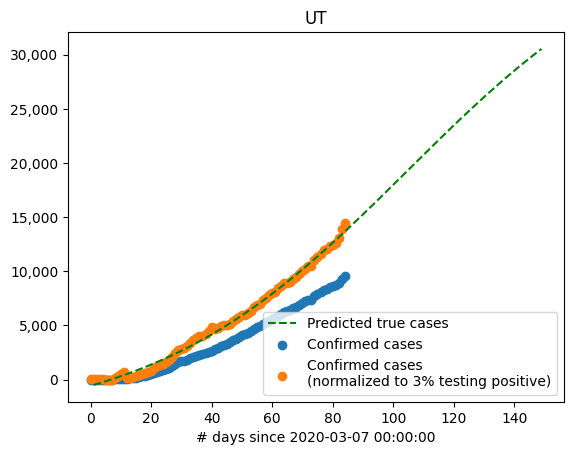 UT
30,000
25,000
20,000
15,000
10,000
5,000
0
Predicted true cases
Confirmed cases
Confirmed cases
(normalized to 3% testing positive)
0 20 40 60 80 100 120 140
# days since 2020-03-07 00:00:00